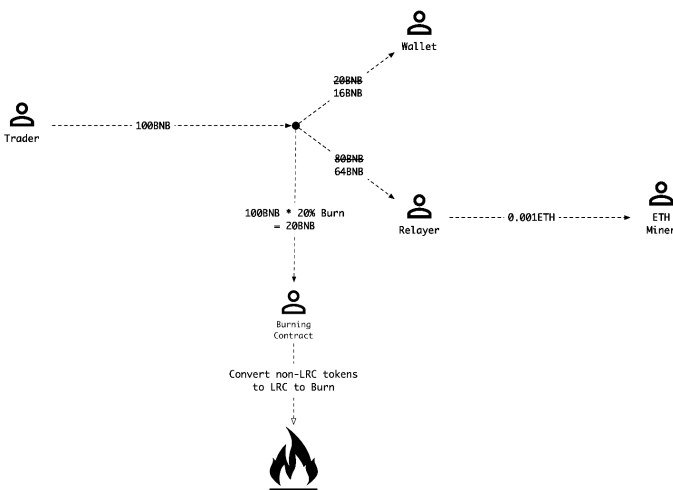 Wallet
20BNB
16BNB
Trader
100BNB
80BNB
64BNB
100BNB * 20% Burn
= 20BNB
Relayer
0.001ETH
ETH
Miner
Burning
Contract
Convert non-LRC tokens
to LRC to Burn